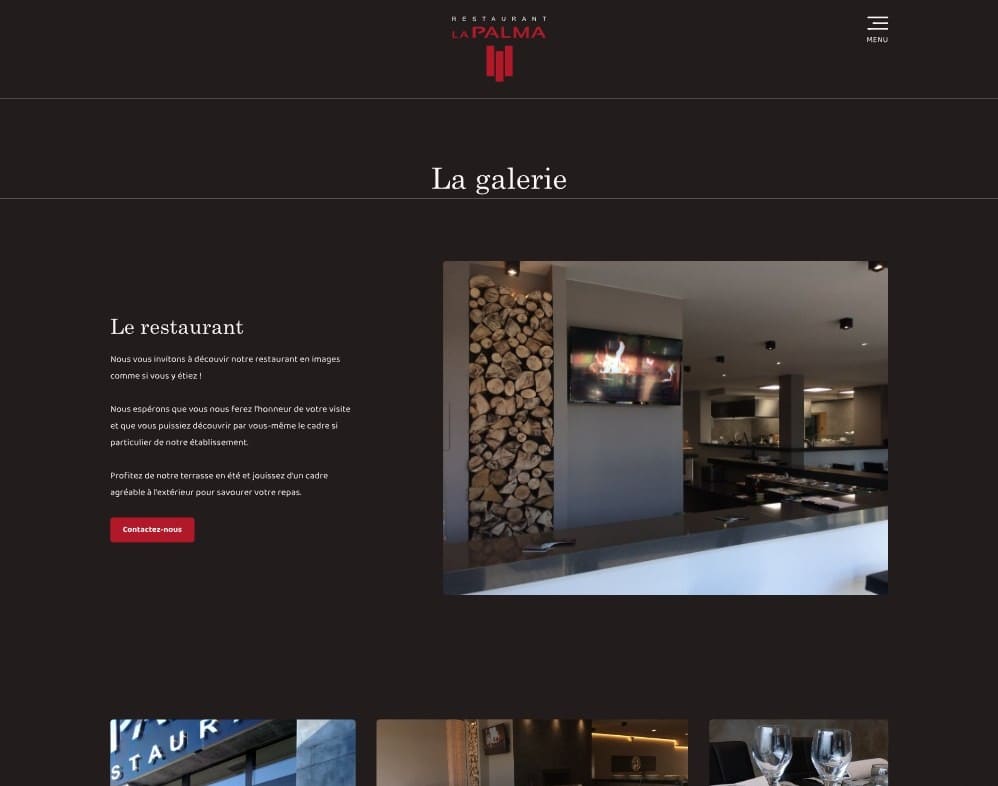 RESTAURANT
LA PALMA
MENU
La galerie
Le restaurant
Nous vous invitons à découvir notre restaurant en images
comme si vous y étiez !
Nous espérons que vous nous ferez l'honneur de votre visite
et que vous puissiez découvrir par vous-même le cadre si
particulier de notre établissement.
Profitez de notre terrasse en été et jouissez d'un cadre
agréable à l'extérieur pour savourer votre repas.
Contactez-nous
STAUR